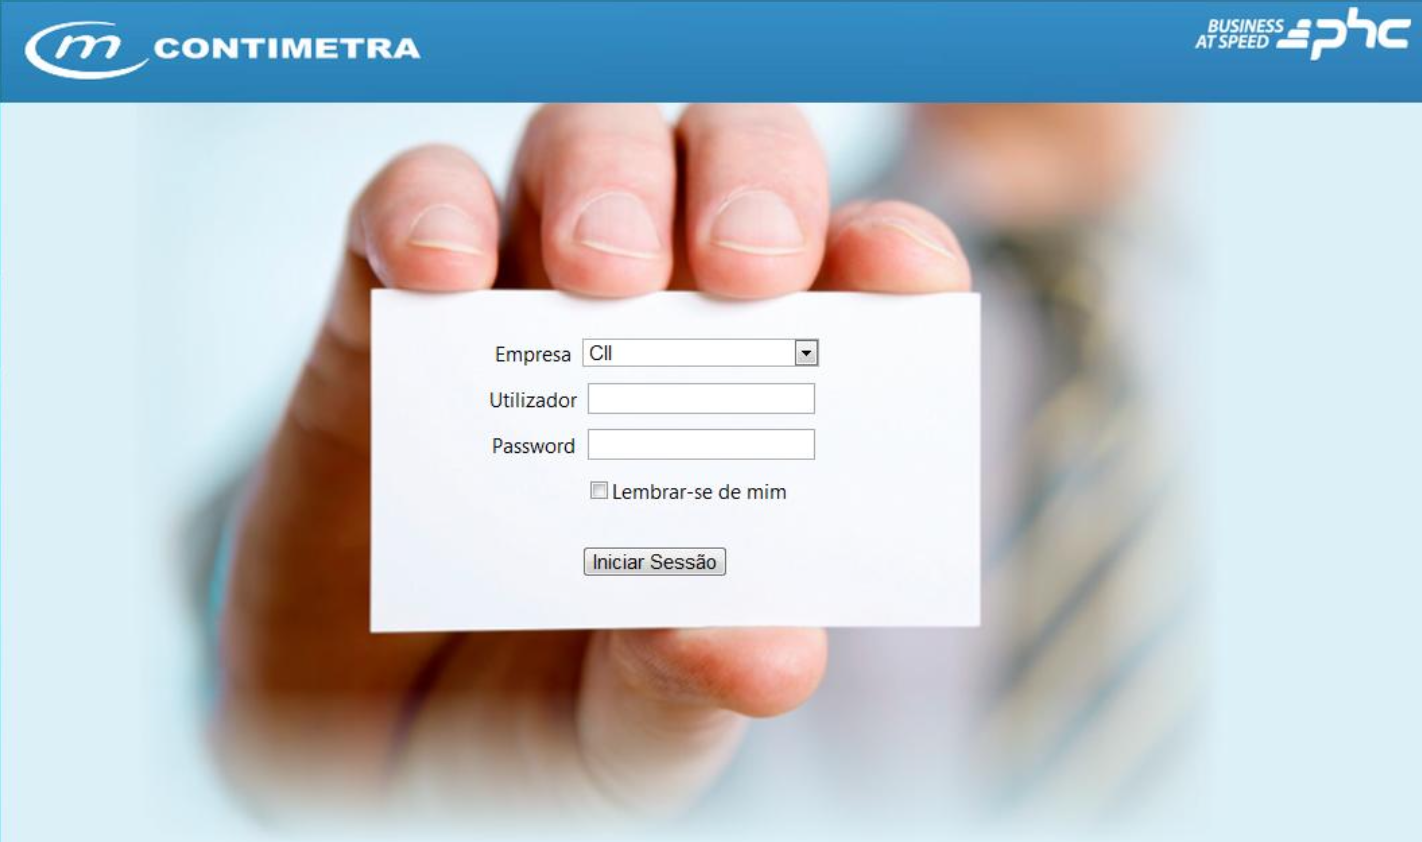 m CONTIMETRA
BUSINESS
AT SPEED phc
Empresa CII
Utilizador
Password
Lembrar-se de mim
Iniciar Sessão